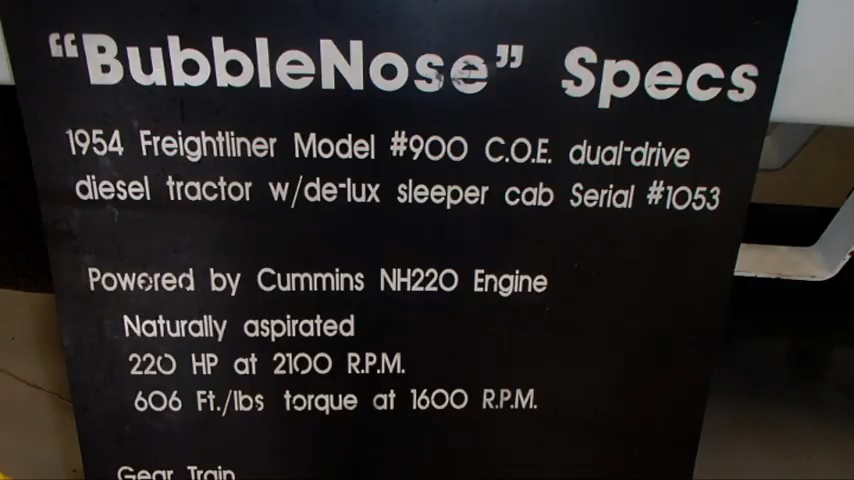 “BubbleNose” Specs
1954 Freightliner Model #900 C.O.E. dual-drive
diesel tractor w/de-lux sleeper cab Serial #1053
Powered by Cummins NH220 Engine
Naturally aspirated
220 HP at 2100 R.P.M.
606 Ft./lbs torque at 1600 R.P.M.
Gear Train